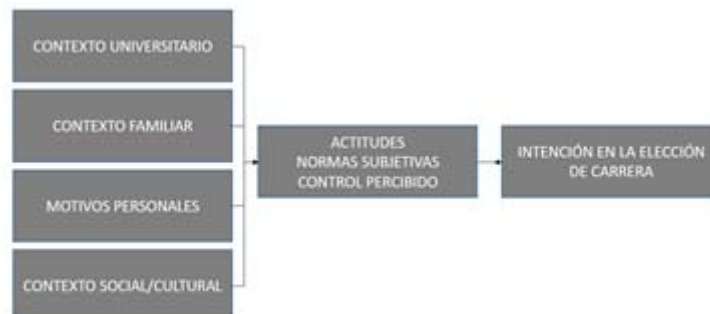 CONTEXTO UNIVERSITARIO
CONTEXTO FAMILIAR
MOTIVOS PERSONALES
CONTEXTO SOCIAL/CULTURAL
ACTITUDES
NORMAS SUBJETIVAS
CONTROL PERCIBIDO
INTENCIÓN EN LA ELECCIÓN
DE CARRERA